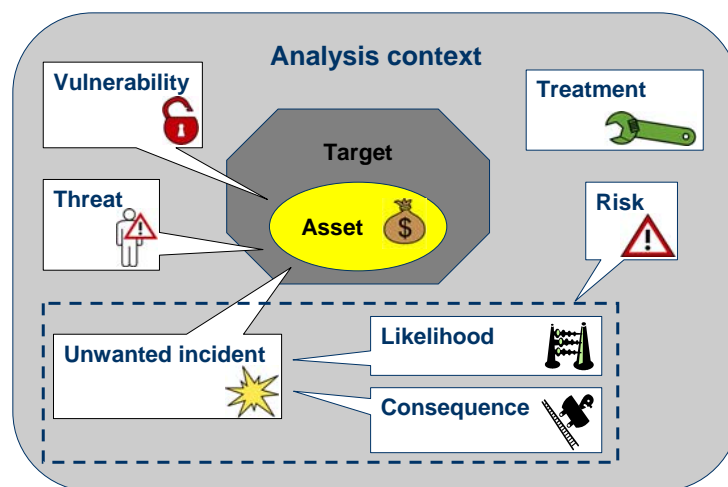 Analysis context
Vulnerability
Treatment
Target
Threat
Risk
Asset
$
Unwanted incident
Likelihood
Consequence